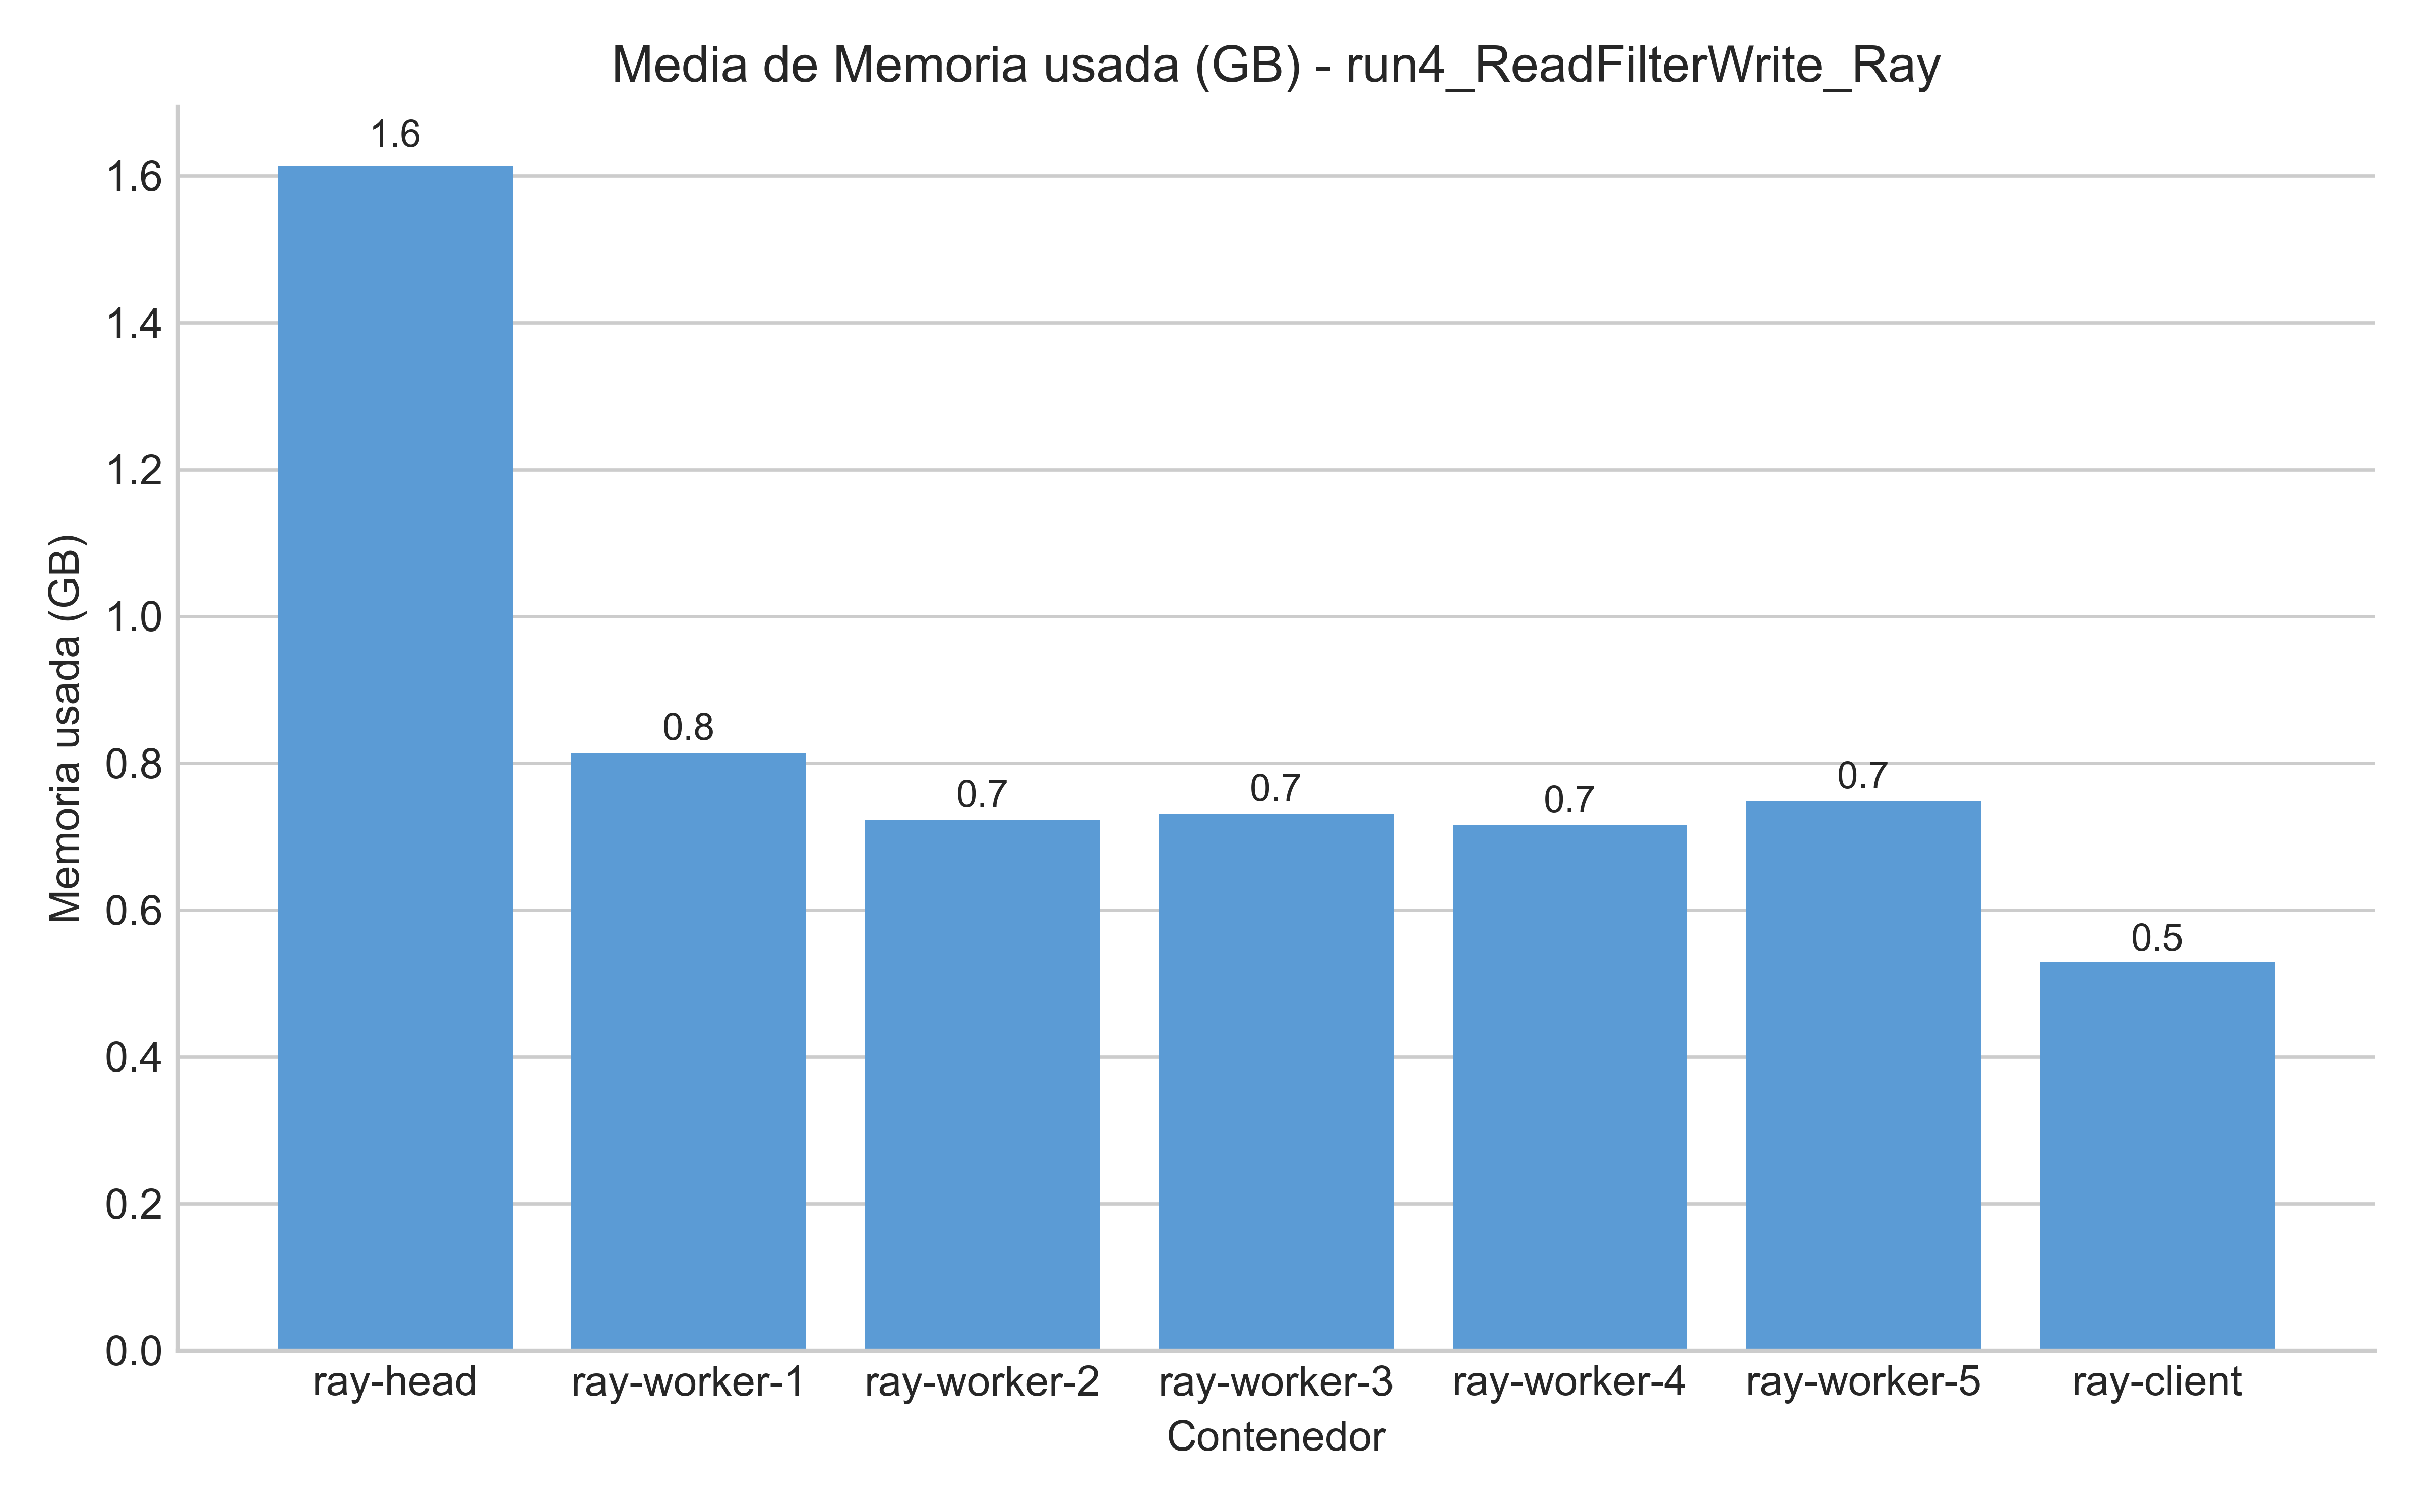 Media de Memoria usada (GB) - run4_ReadFilterWrite_Ray
1.6
0.8
0.7
0.7
0.7
0.7
0.5
1.6
1.4
1.2
1.0
0.8
0.6
0.4
0.2
0.0
Memoria usada (GB)
ray-head
ray-worker-1
ray-worker-2
ray-worker-3
ray-worker-4
ray-worker-5
ray-client
Contenedor